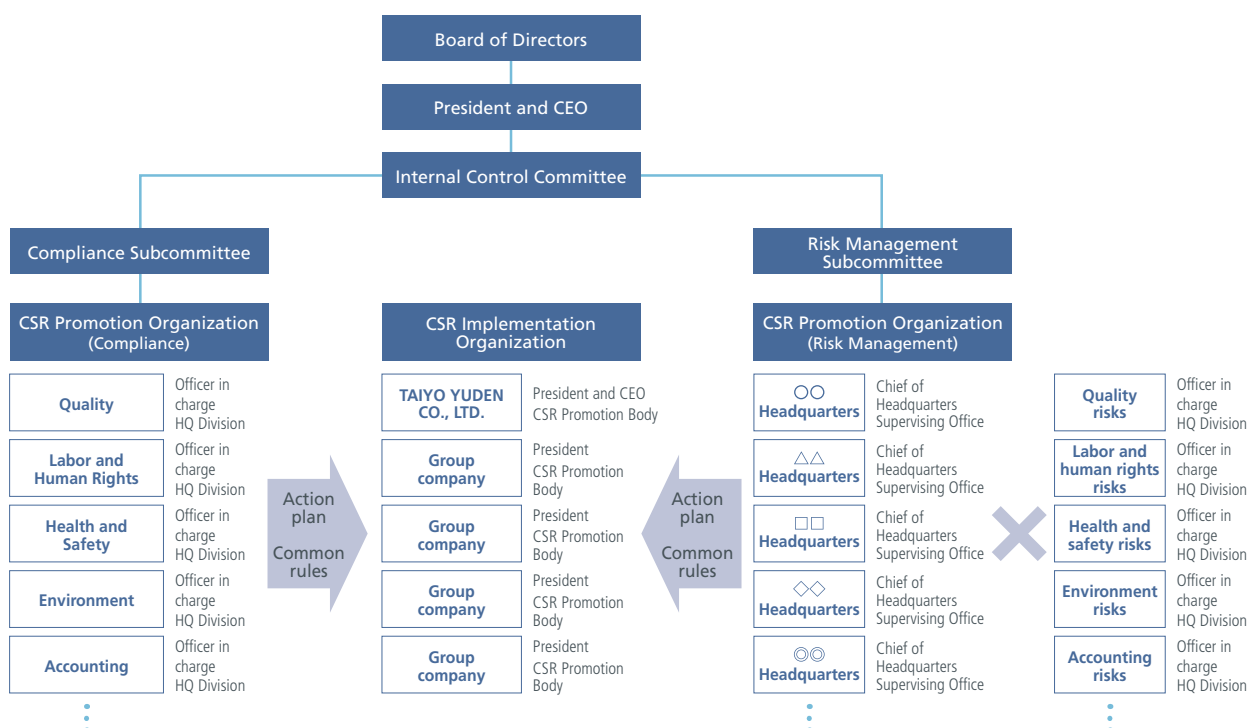 Board of Directors
President and CEO
Internal Control Committee
Compliance Subcommittee
Risk Management
Subcommittee
CSR Promotion Organization
(Compliance)
CSR Implementation
Organization
CSR Promotion Organization
(Risk Management)
Quality
Officer in
charge
HQ Division
Labor and
Human Rights
Officer in
charge
HQ Division
Health and
Safety
Officer in
charge
HQ Division
Environment
Officer in
charge
HQ Division
Accounting
Officer in
charge
HQ Division
Action
plan
Common
rules
TAIYO YUDEN
CO., LTD.
President and CEO
CSR Promotion Body
Group
company
President
CSR Promotion
Body
Group
company
President
CSR Promotion
Body
Group
company
President
CSR Promotion
Body
Group
company
President
CSR Promotion
Body
Action
plan
Common
rules
○○
Headquarters
Chief of
Headquarters
Supervising Office
△△
Headquarters
Chief of
Headquarters
Supervising Office
□□
Headquarters
Chief of
Headquarters
Supervising Office
◇◇
Headquarters
Chief of
Headquarters
Supervising Office
◎◎
Headquarters
Chief of
Headquarters
Supervising Office
Quality
risks
Officer in
charge
HQ Division
Labor and
human rights
risks
Officer in
charge
HQ Division
Health and
safety risks
Officer in
charge
HQ Division
Environment
risks
Officer in
charge
HQ Division
Accounting
risks
Officer in
charge
HQ Division